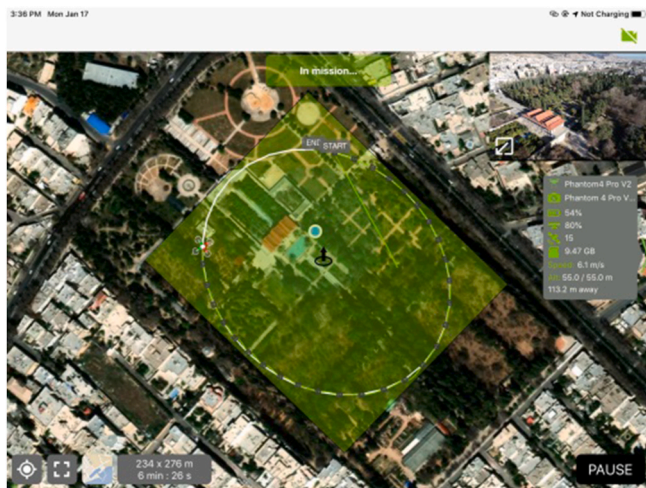 3:36 PM Mon Jan 17
Not Charging
In mission...
END START
Phantom4 Pro V2
Phantom 4 Pro V...
54%
80%
15
9.47 GB
Speed: 6.1 m/s
Alt: 55.0 / 55.0 m
113.2 m away
234 x 276 m
6 min : 26 s
PAUSE